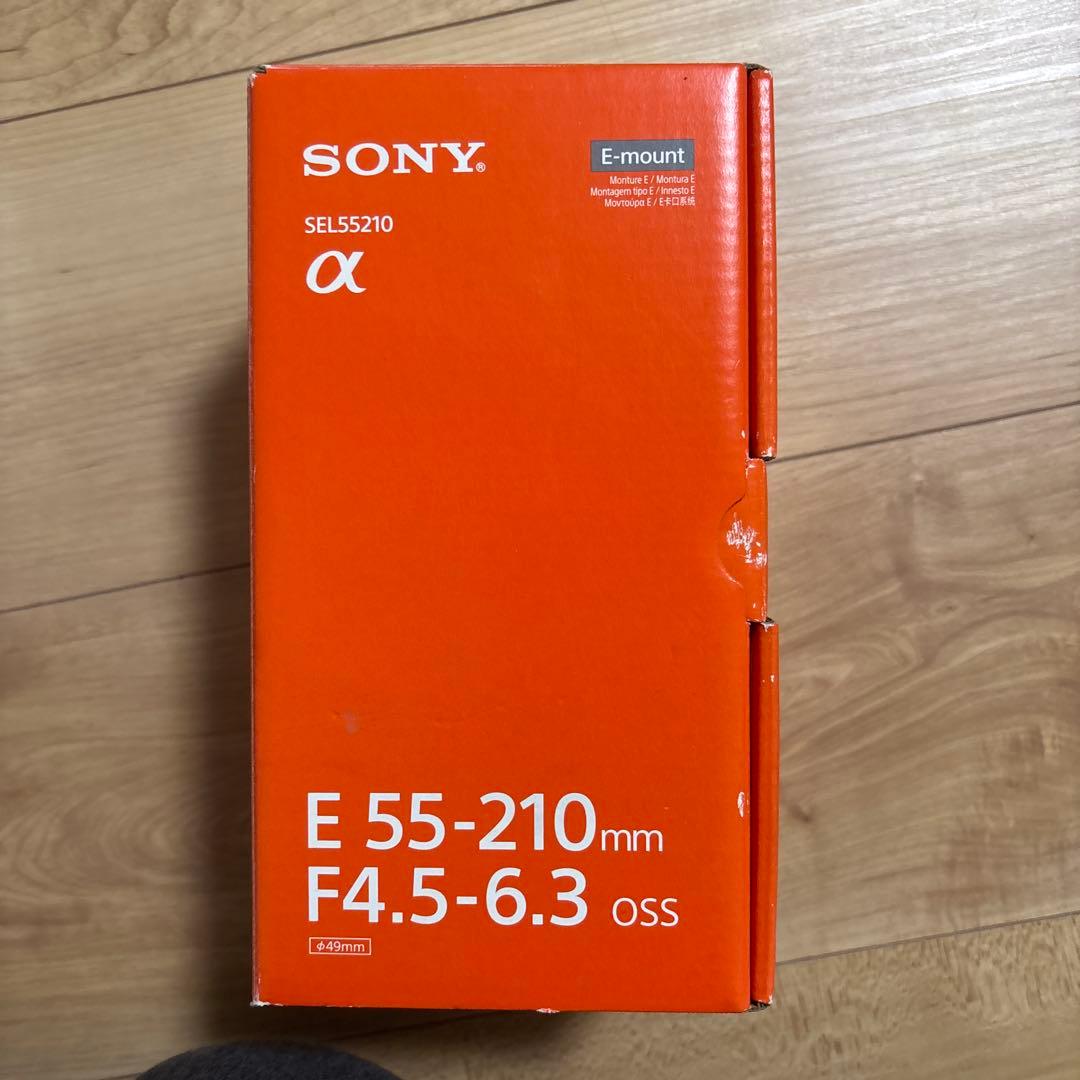 SONY®
SEL55210
α
E-mount
Monture E / Montura E
Montagem tipo E / Innesto E
Μοντούρα E / E卡口系统
E 55-210mm
F4.5-6.3 OSS
φ49mm